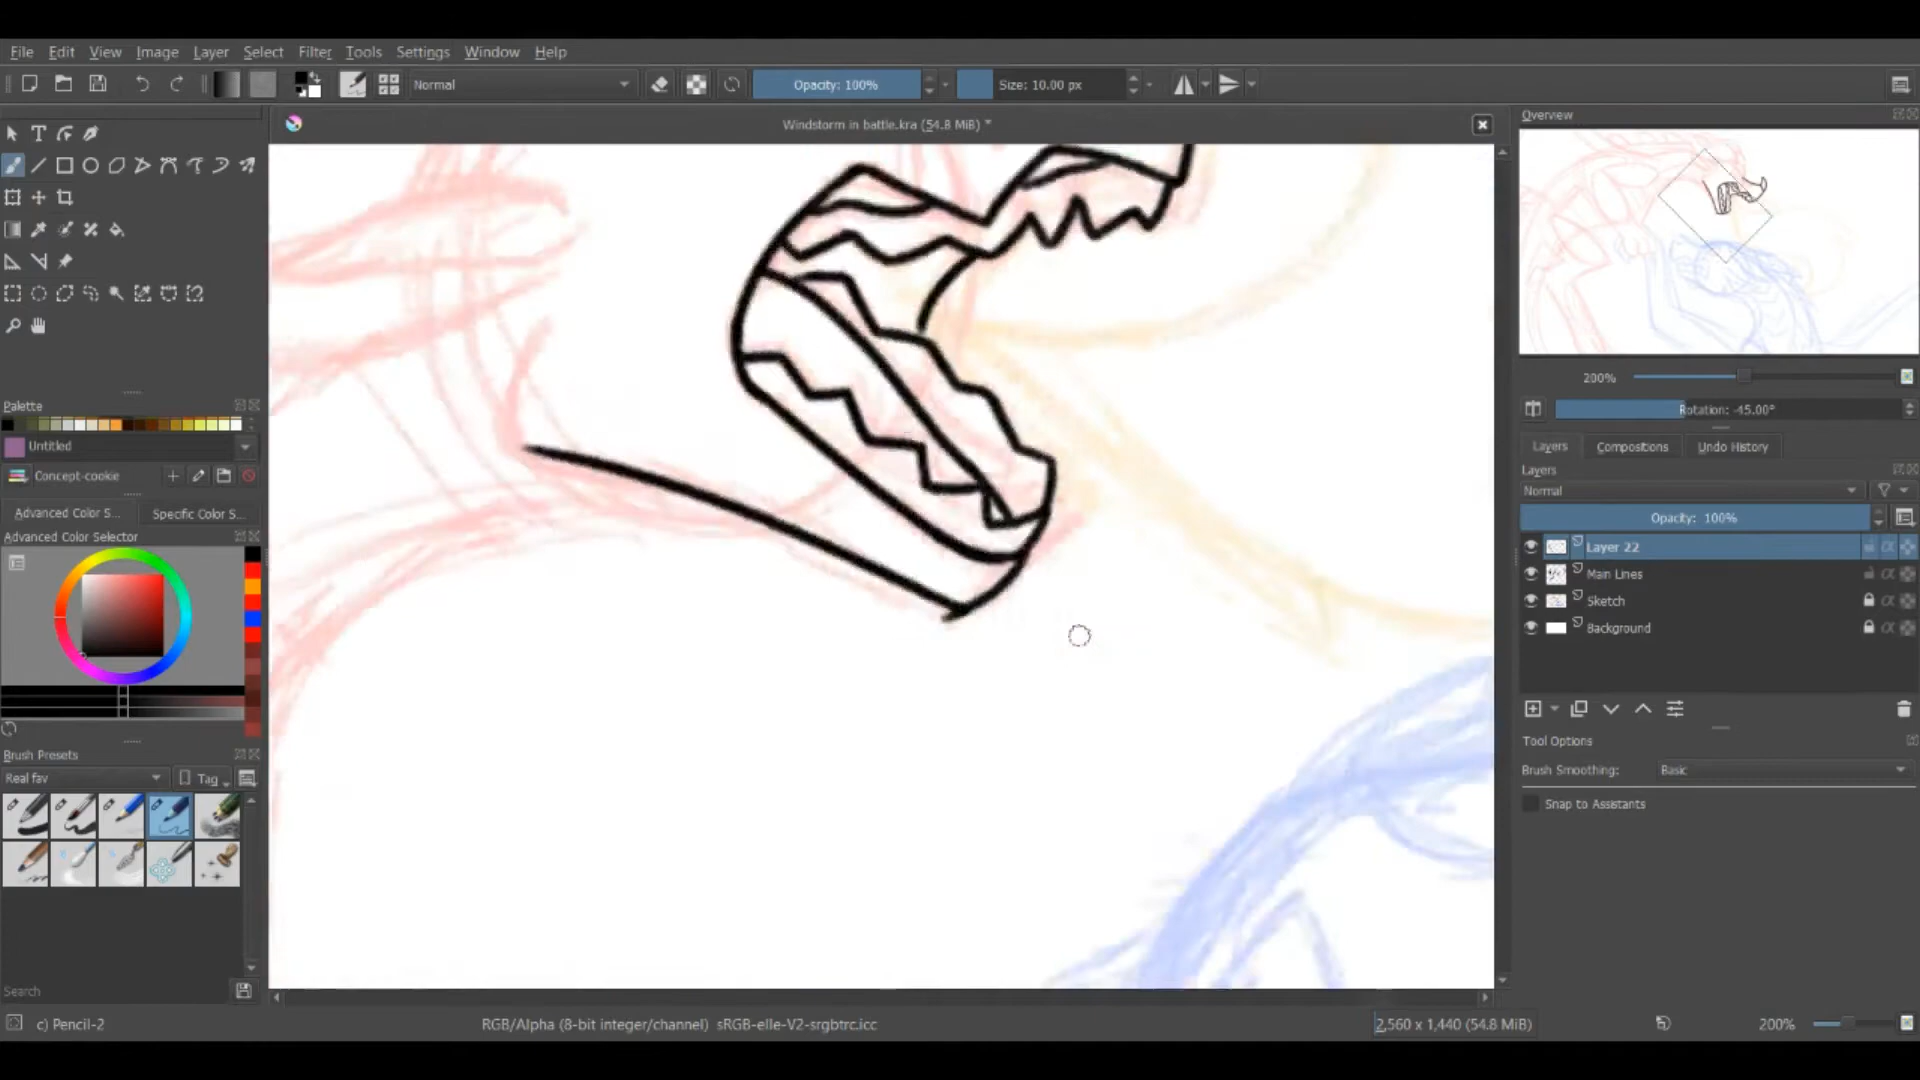 File Edit View Image Layer Select Filter Tools Settings Window Help
Normal Opacity: 100% Size: 10.00 px
Windstorm in battle.kra (54.8 MiB) *
Overview
200%
Rotation: -45.00°
Layers Compositions Undo History
Layers
Normal
Opacity: 100%
Layer 22
Main Lines
Sketch
Background
Tool Options
Brush Smoothing: Basic
Snap to Assistants
Palette
Untitled
Concept-cookie
Advanced Color S... Specific Color S...
Advanced Color Selector
Brush Presets
Real fav Tag
Search
c) Pencil-2 RGB/Alpha (8-bit integer/channel) sRGB-elle-V2-srgbtrc.icc 2,560 x 1,440 (54.8 MiB) 200%